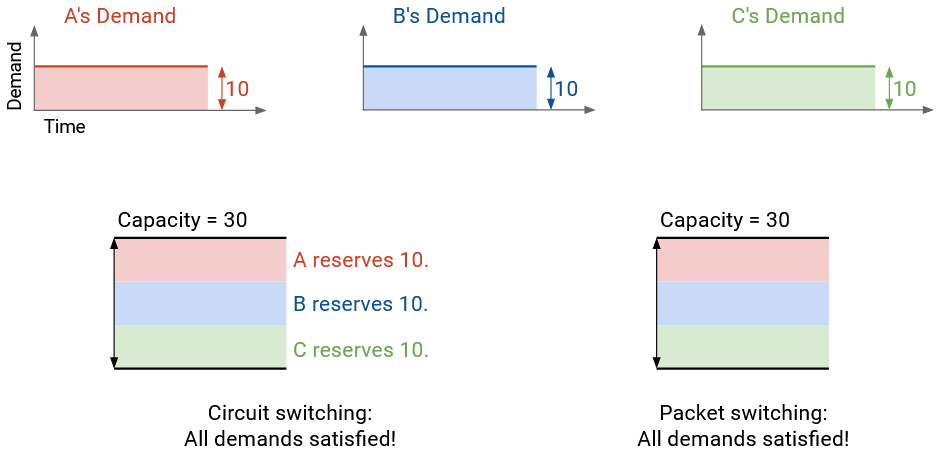 A's Demand
B's Demand
C's Demand
Demand
10
10
10
Time
Capacity = 30
Capacity = 30
A reserves 10.
B reserves 10.
C reserves 10.
Circuit switching:
All demands satisfied!
Packet switching:
All demands satisfied!